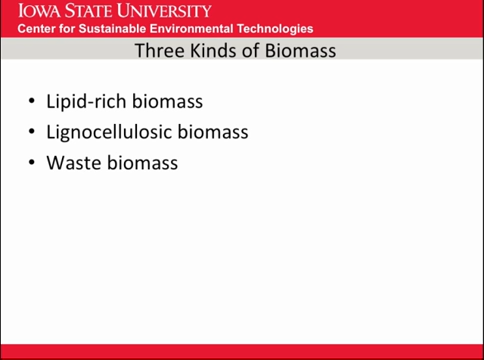 IOWA STATE UNIVERSITY
Center for Sustainable Environmental Technologies
Three Kinds of Biomass
• Lipid-rich biomass
• Lignocellulosic biomass
• Waste biomass